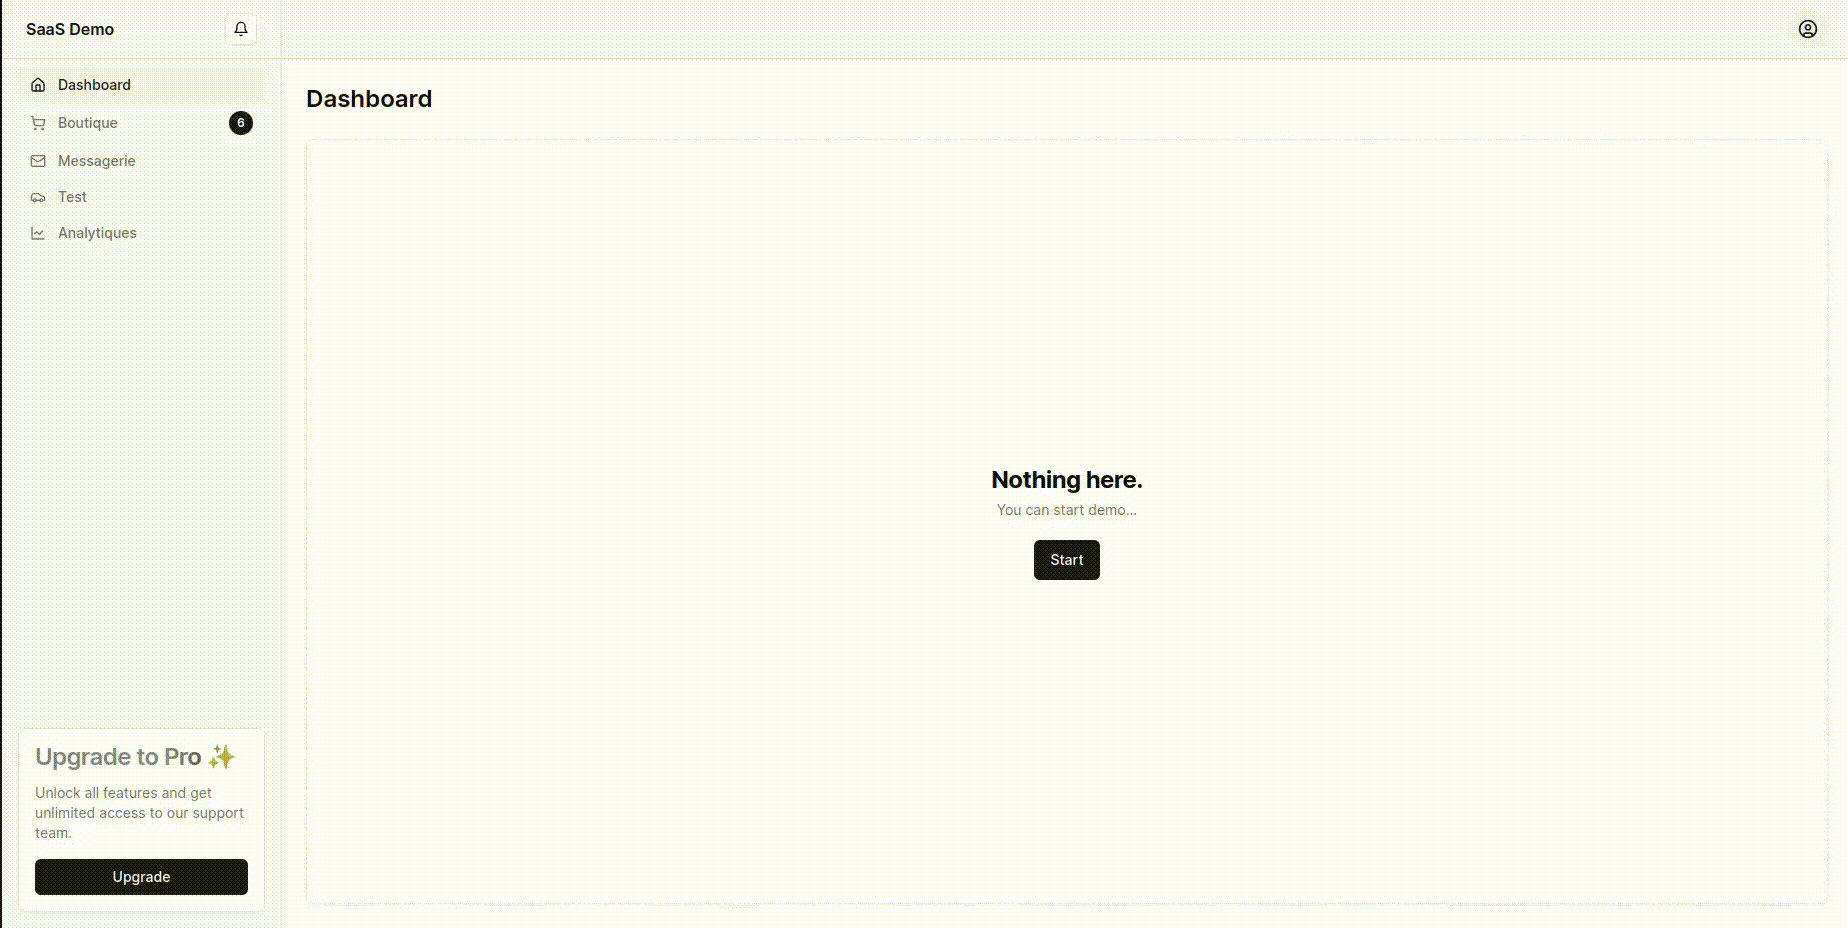 SaaS Demo
Dashboard
Boutique
6
Messagerie
Test
Analytiques
Upgrade to Pro ✨
Unlock all features and get
unlimited access to our support
team.
Upgrade
Dashboard
Nothing here.
You can start demo...
Start